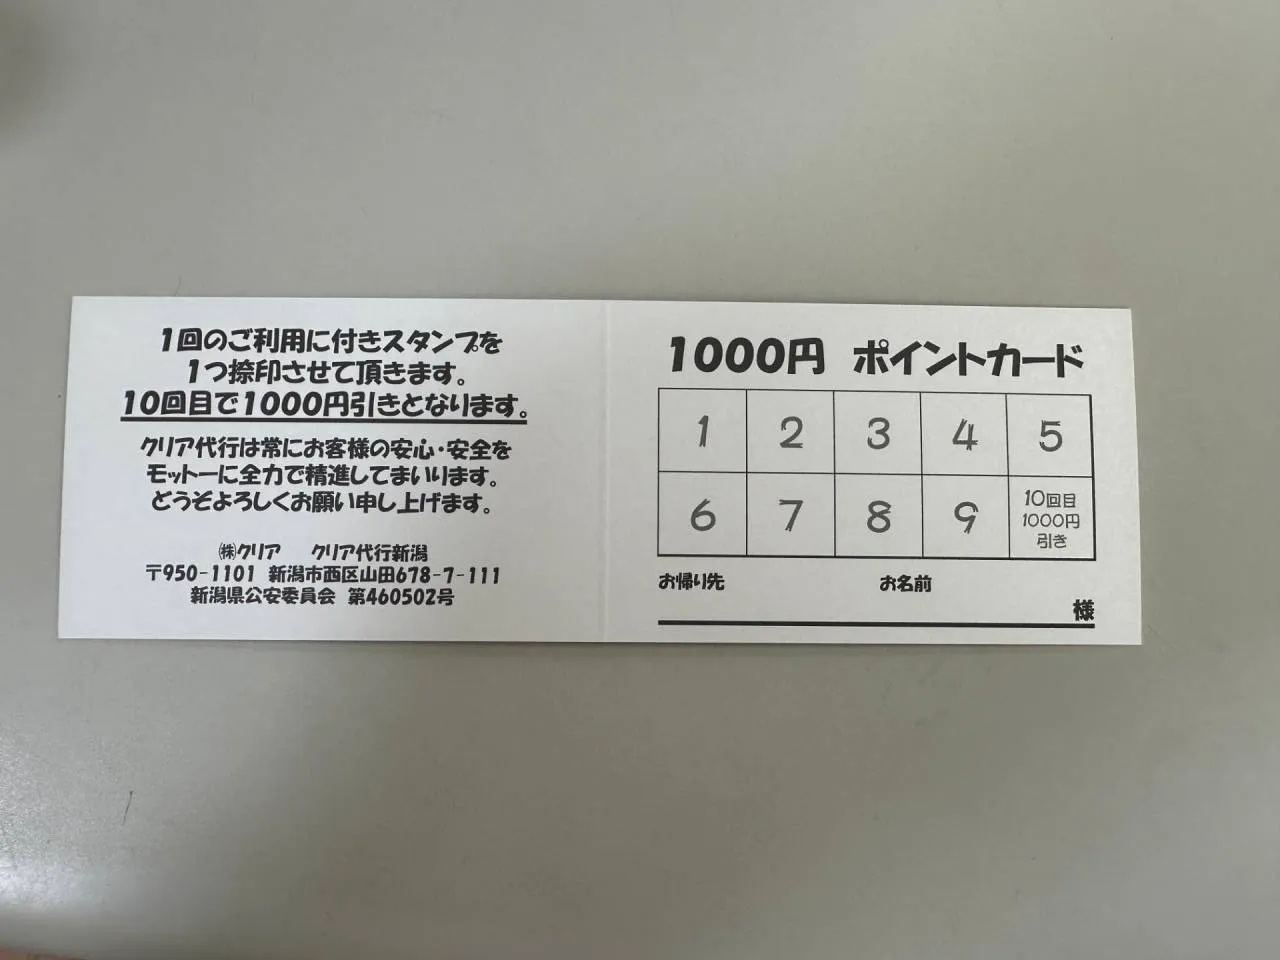 1回のご利用に付きスタンプを
1つ捺印させて頂きます。
10回目で1000円引きとなります。
クリア代行は常にお客様の安心・安全を
モットーに全力で精進してまいります。
どうぞよろしくお願い申し上げます。
㈱クリア　クリア代行新潟
〒950-1101 新潟市西区山田678-7-111
新潟県公安委員会 第460502号
1000円 ポイントカード
1 2 3 4 5
6 7 8 9
10回目
1000円
引き
お帰り先 お名前
様